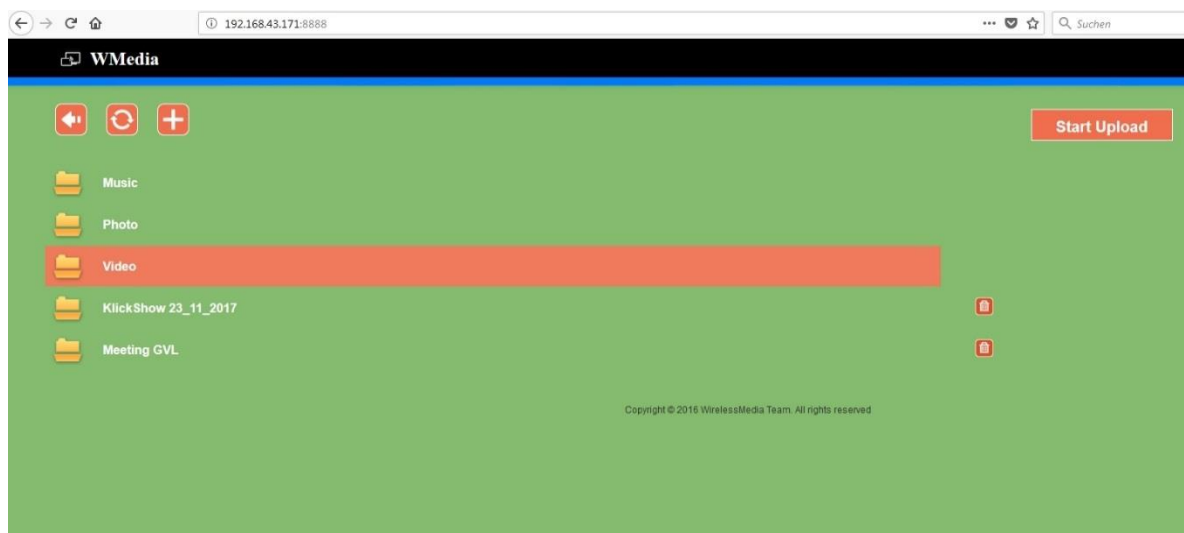 192.168.43.171:8888
Suchen
WMedia
Start Upload
Music
Photo
Video
KlickShow 23_11_2017
Meeting GVL
Copyright © 2016 WirelessMedia Team. All rights reserved